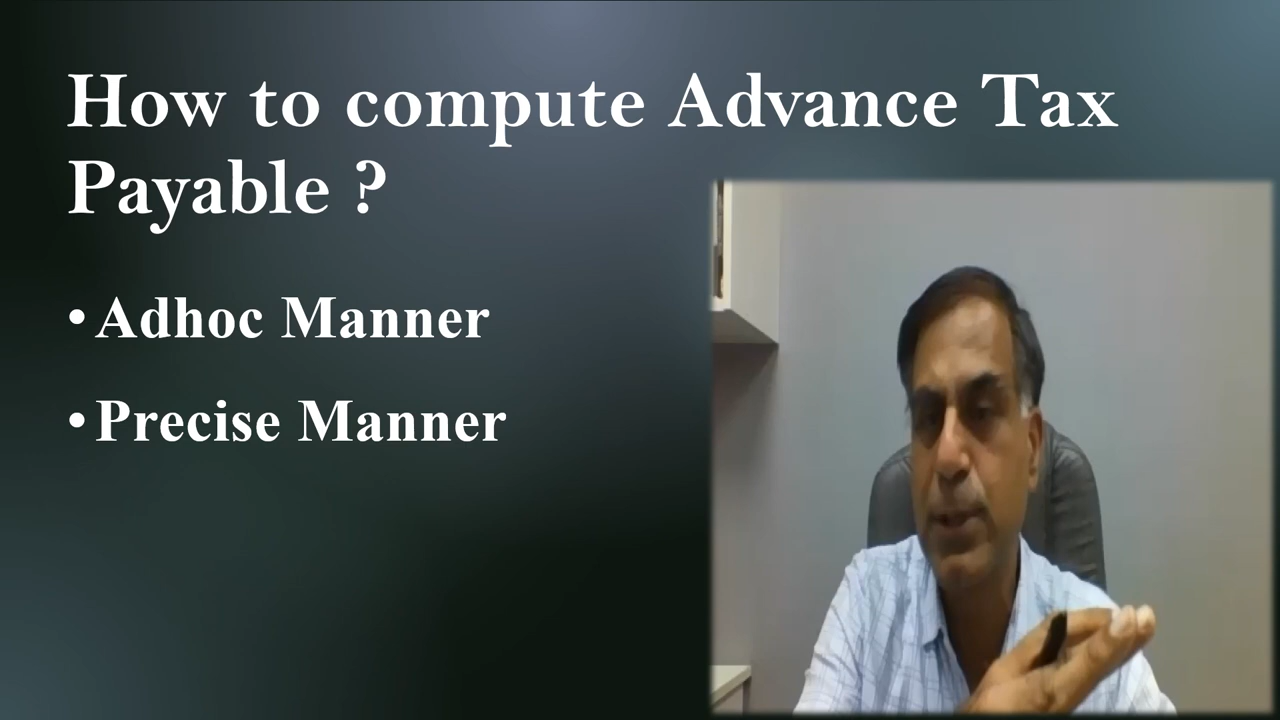 How to compute Advance Tax
Payable ?
• Adhoc Manner
• Precise Manner